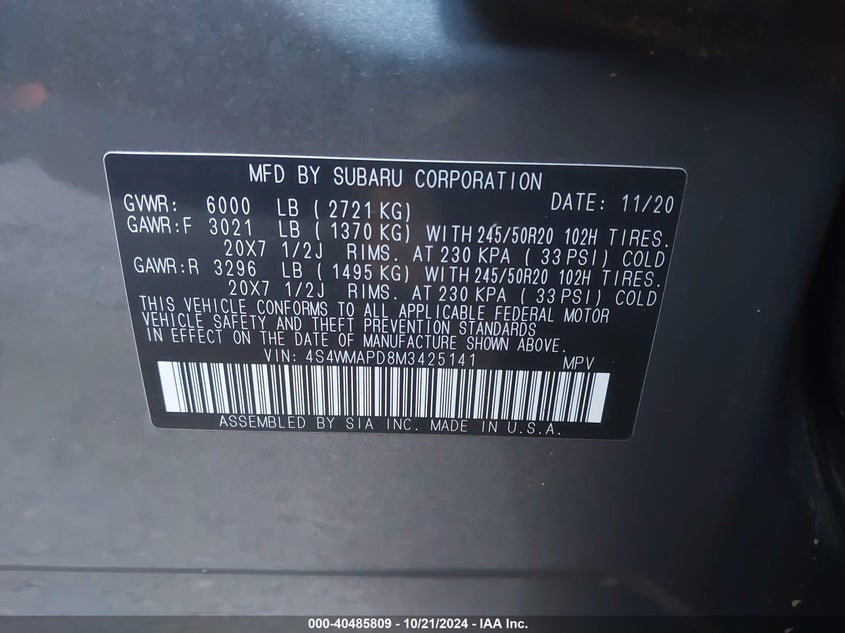 MFD BY SUBARU CORPORATION
GVWR: 6000 LB ( 2721 KG) DATE: 11/20
GAWR:F 3021 LB ( 1370 KG) WITH 245/50R20 102H TIRES.
20X7 1/2J RIMS. AT 230 KPA ( 33 PSI) COLD
GAWR:R 3296 LB ( 1495 KG) WITH 245/50R20 102H TIRES.
20X7 1/2J RIMS. AT 230 KPA ( 33 PSI) COLD
THIS VEHICLE CONFORMS TO ALL APPLICABLE FEDERAL MOTOR
VEHICLE SAFETY AND THEFT PREVENTION STANDARDS
IN EFFECT ON THE DATE OF MANUFACTURE SHOWN ABOVE.
VIN: 4S4WMAPD8M3425141 MPV
ASSEMBLED BY SIA INC. MADE IN U.S.A.
000-40485809 - 10/21/2024 - IAA Inc.